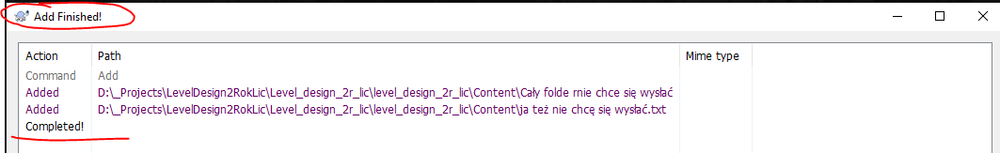 Add Finished!
Action Path Mime type
Command Add
Added D:\_Projects\LevelDesign2RokLic\Level_design_2r_lic\level_design_2r_lic\Content\Cały folde rnie chce się wysłać
Added D:\_Projects\LevelDesign2RokLic\Level_design_2r_lic\level_design_2r_lic\Content\ja też nie chcę się wysłać.txt
Completed!